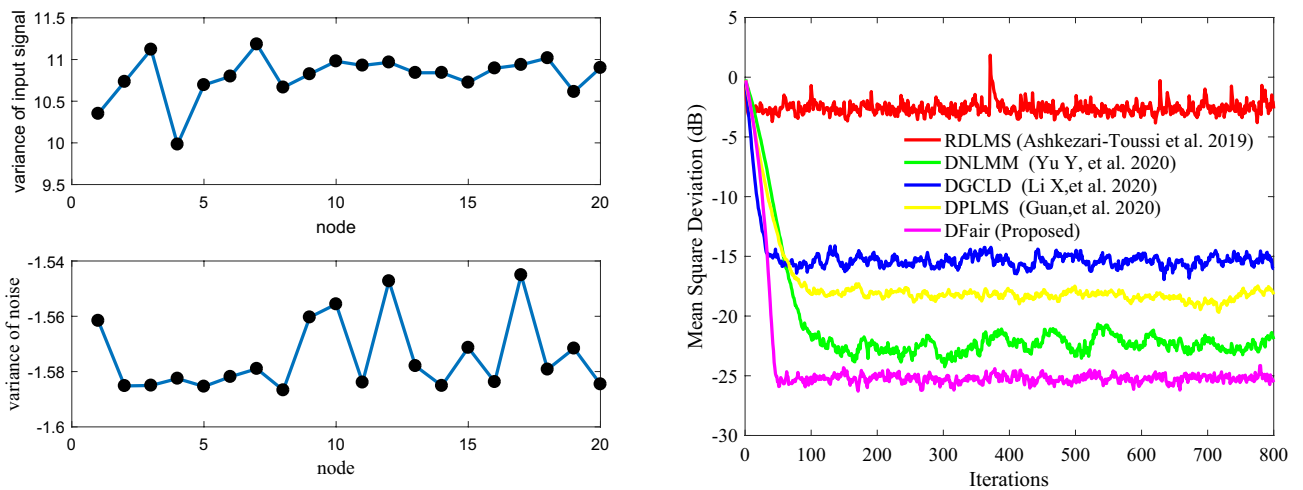 11.5
11
10.5
10
9.5
variance of input signal
0 5 10 15 20
node
-1.54
-1.56
-1.58
-1.6
variance of noise
0 5 10 15 20
node
5
0
-5
-10
-15
-20
-25
-30
Mean Square Deviation (dB)
RDLMS (Ashkezari-Toussi et al. 2019)
DNLMM (Yu Y, et al. 2020)
DGCLD (Li X,et al. 2020)
DPLMS (Guan,et al. 2020)
DFair (Proposed)
0 100 200 300 400 500 600 700 800
Iterations